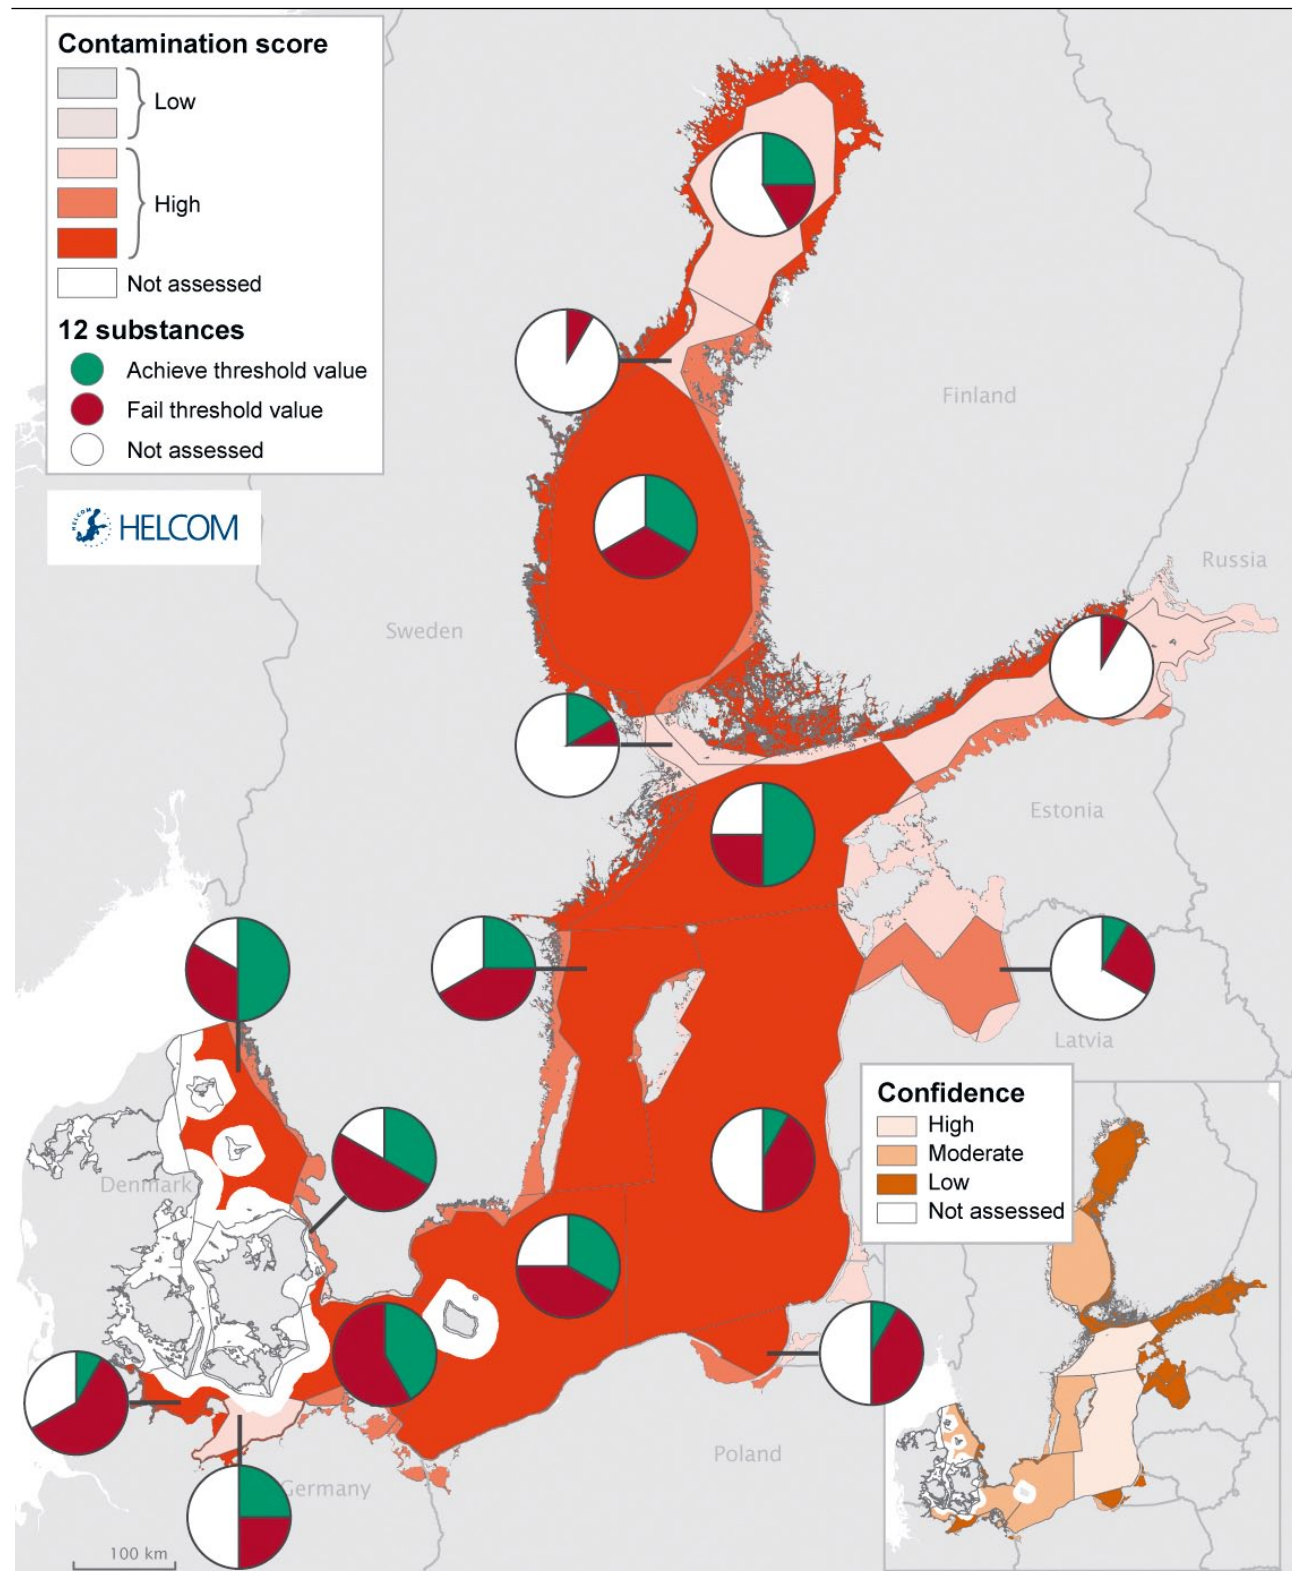 Contamination score
Low
High
Not assessed
12 substances
Achieve threshold value
Fail threshold value
Not assessed
HELCOM
HELCOM
Finland
Russia
Sweden
Estonia
Latvia
Denmark
Confidence
High
Moderate
Low
Not assessed
Poland
Germany
100 km